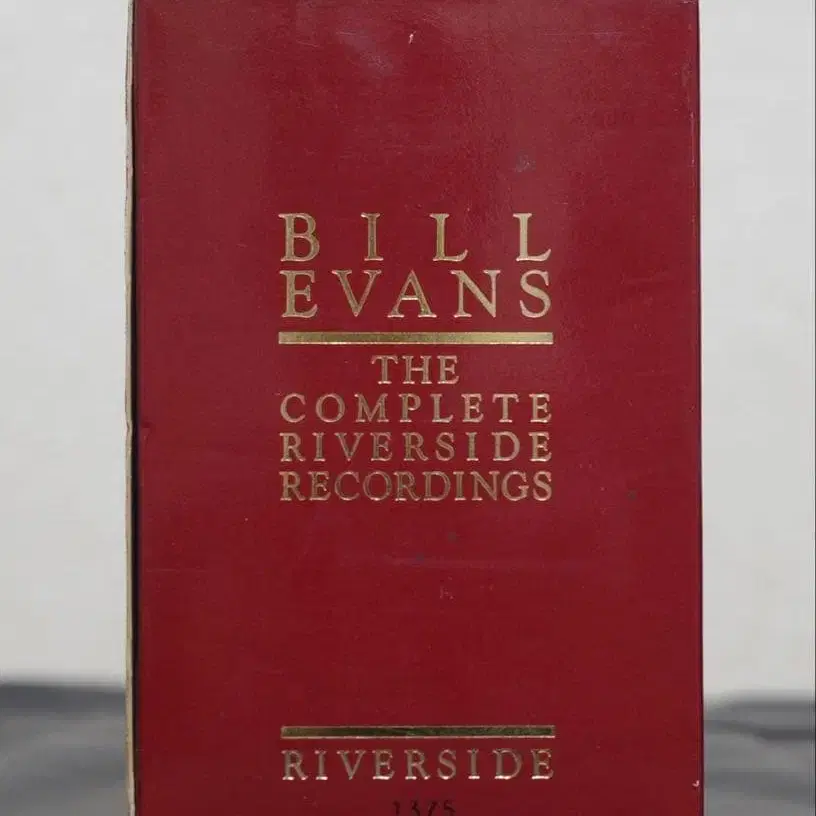 BILL
EVANS
THE
COMPLETE
RIVERSIDE
RECORDINGS
RIVERSIDE